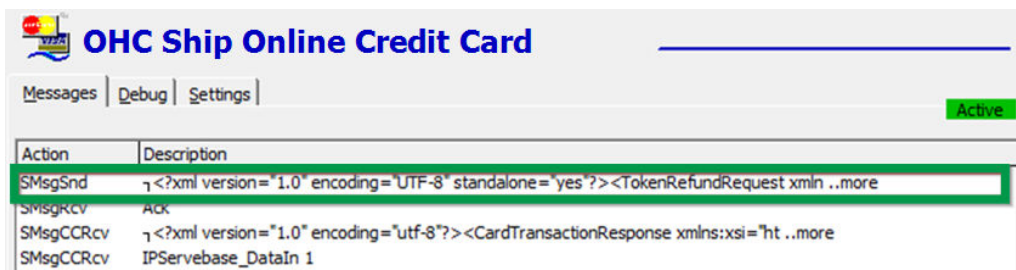 OHC Ship Online Credit Card
Messages Debug Settings
Active
Action Description
SMsgSnd ┐<?xml version="1.0" encoding="UTF-8" standalone="yes"?><TokenRefundRequest xmln ..more
SMsgRcv Ack
SMsgCCRcv ┐<?xml version="1.0" encoding="utf-8"?><CardTransactionResponse xmlns:xsi="ht ..more
SMsgCCRcv IPServebase_DataIn 1